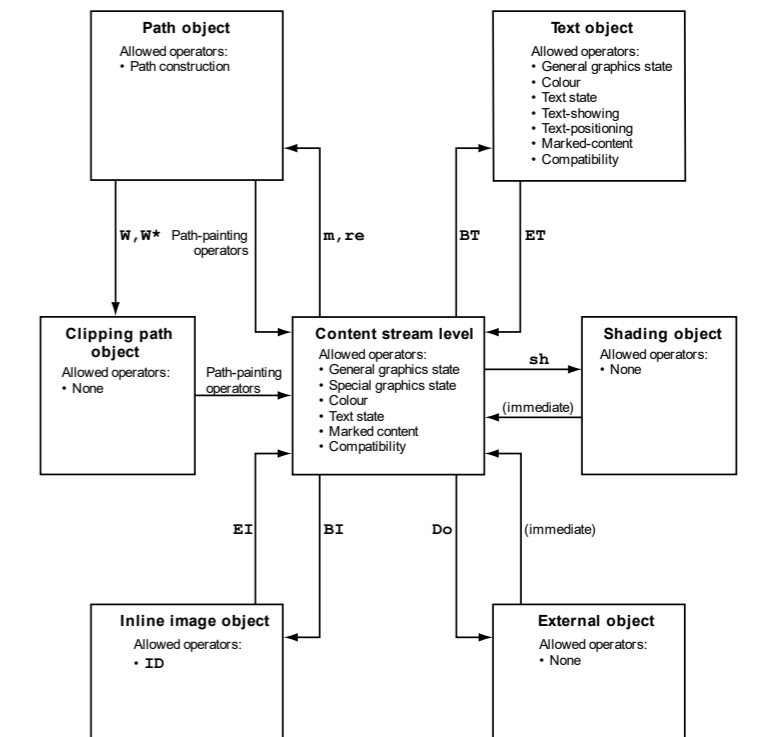 Path object
Allowed operators:
• Path construction
Text object
Allowed operators:
• General graphics state
• Colour
• Text state
• Text-showing
• Text-positioning
• Marked-content
• Compatibility
W,W*
Path-painting
operators
m,re
BT
ET
Clipping path
object
Allowed operators:
• None
Path-painting
operators
Content stream level
Allowed operators:
• General graphics state
• Special graphics state
• Colour
• Text state
• Marked content
• Compatibility
sh
(immediate)
Shading object
Allowed operators:
• None
EI
BI
Do
(immediate)
Inline image object
Allowed operators:
• ID
External object
Allowed operators:
• None